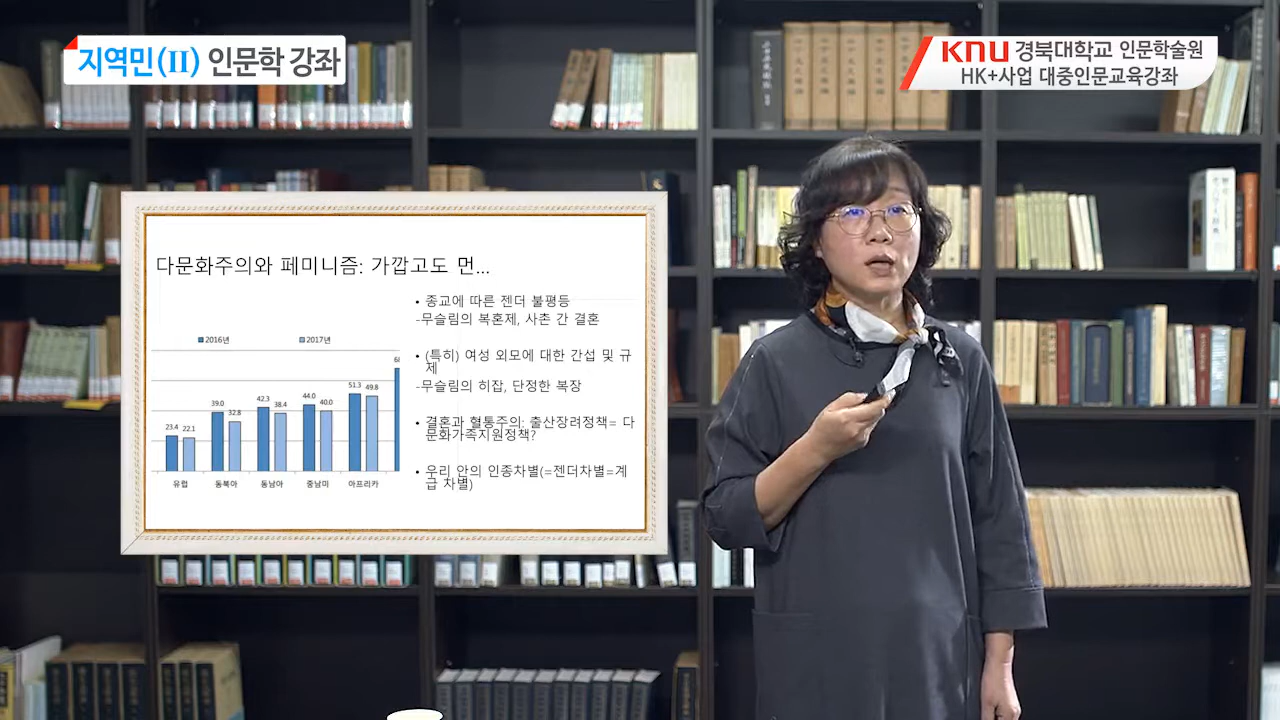 지역민(II) 인문학 강좌
KNU 경북대학교 인문학술원
HK+사업 대중인문교육강좌
다문화주의와 페미니즘: 가깝고도 먼...
2016년 2017년
23.4 22.1 39.0 32.8 42.3 38.4 44.0 40.0 51.3 49.8
유럽 동북아 동남아 중남미 아프리카
• 종교에 따른 젠더 불평등
-무슬림의 복혼제, 사촌 간 결혼
• (특히) 여성 외모에 대한 간섭 및 규
제
-무슬림의 히잡, 단정한 복장
• 결혼과 혈통주의: 출산장려정책= 다
문화가족지원정책?
• 우리 안의 인종차별(=젠더차별=계
급 차별)